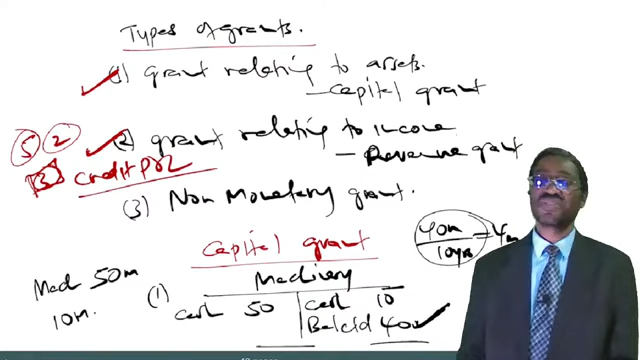 Types of grants.
(1) grant relating to assets
– capital grant
(5) (2) (2) grant relating to income
– Revenue grant
(3) credit P&L
(3) Non Monetary grant.
capital grant
40m / 10yrs = 4m
Mach 50m
10m.
(1) Machinery
cash 50 | cash 10
Bal c/d 40